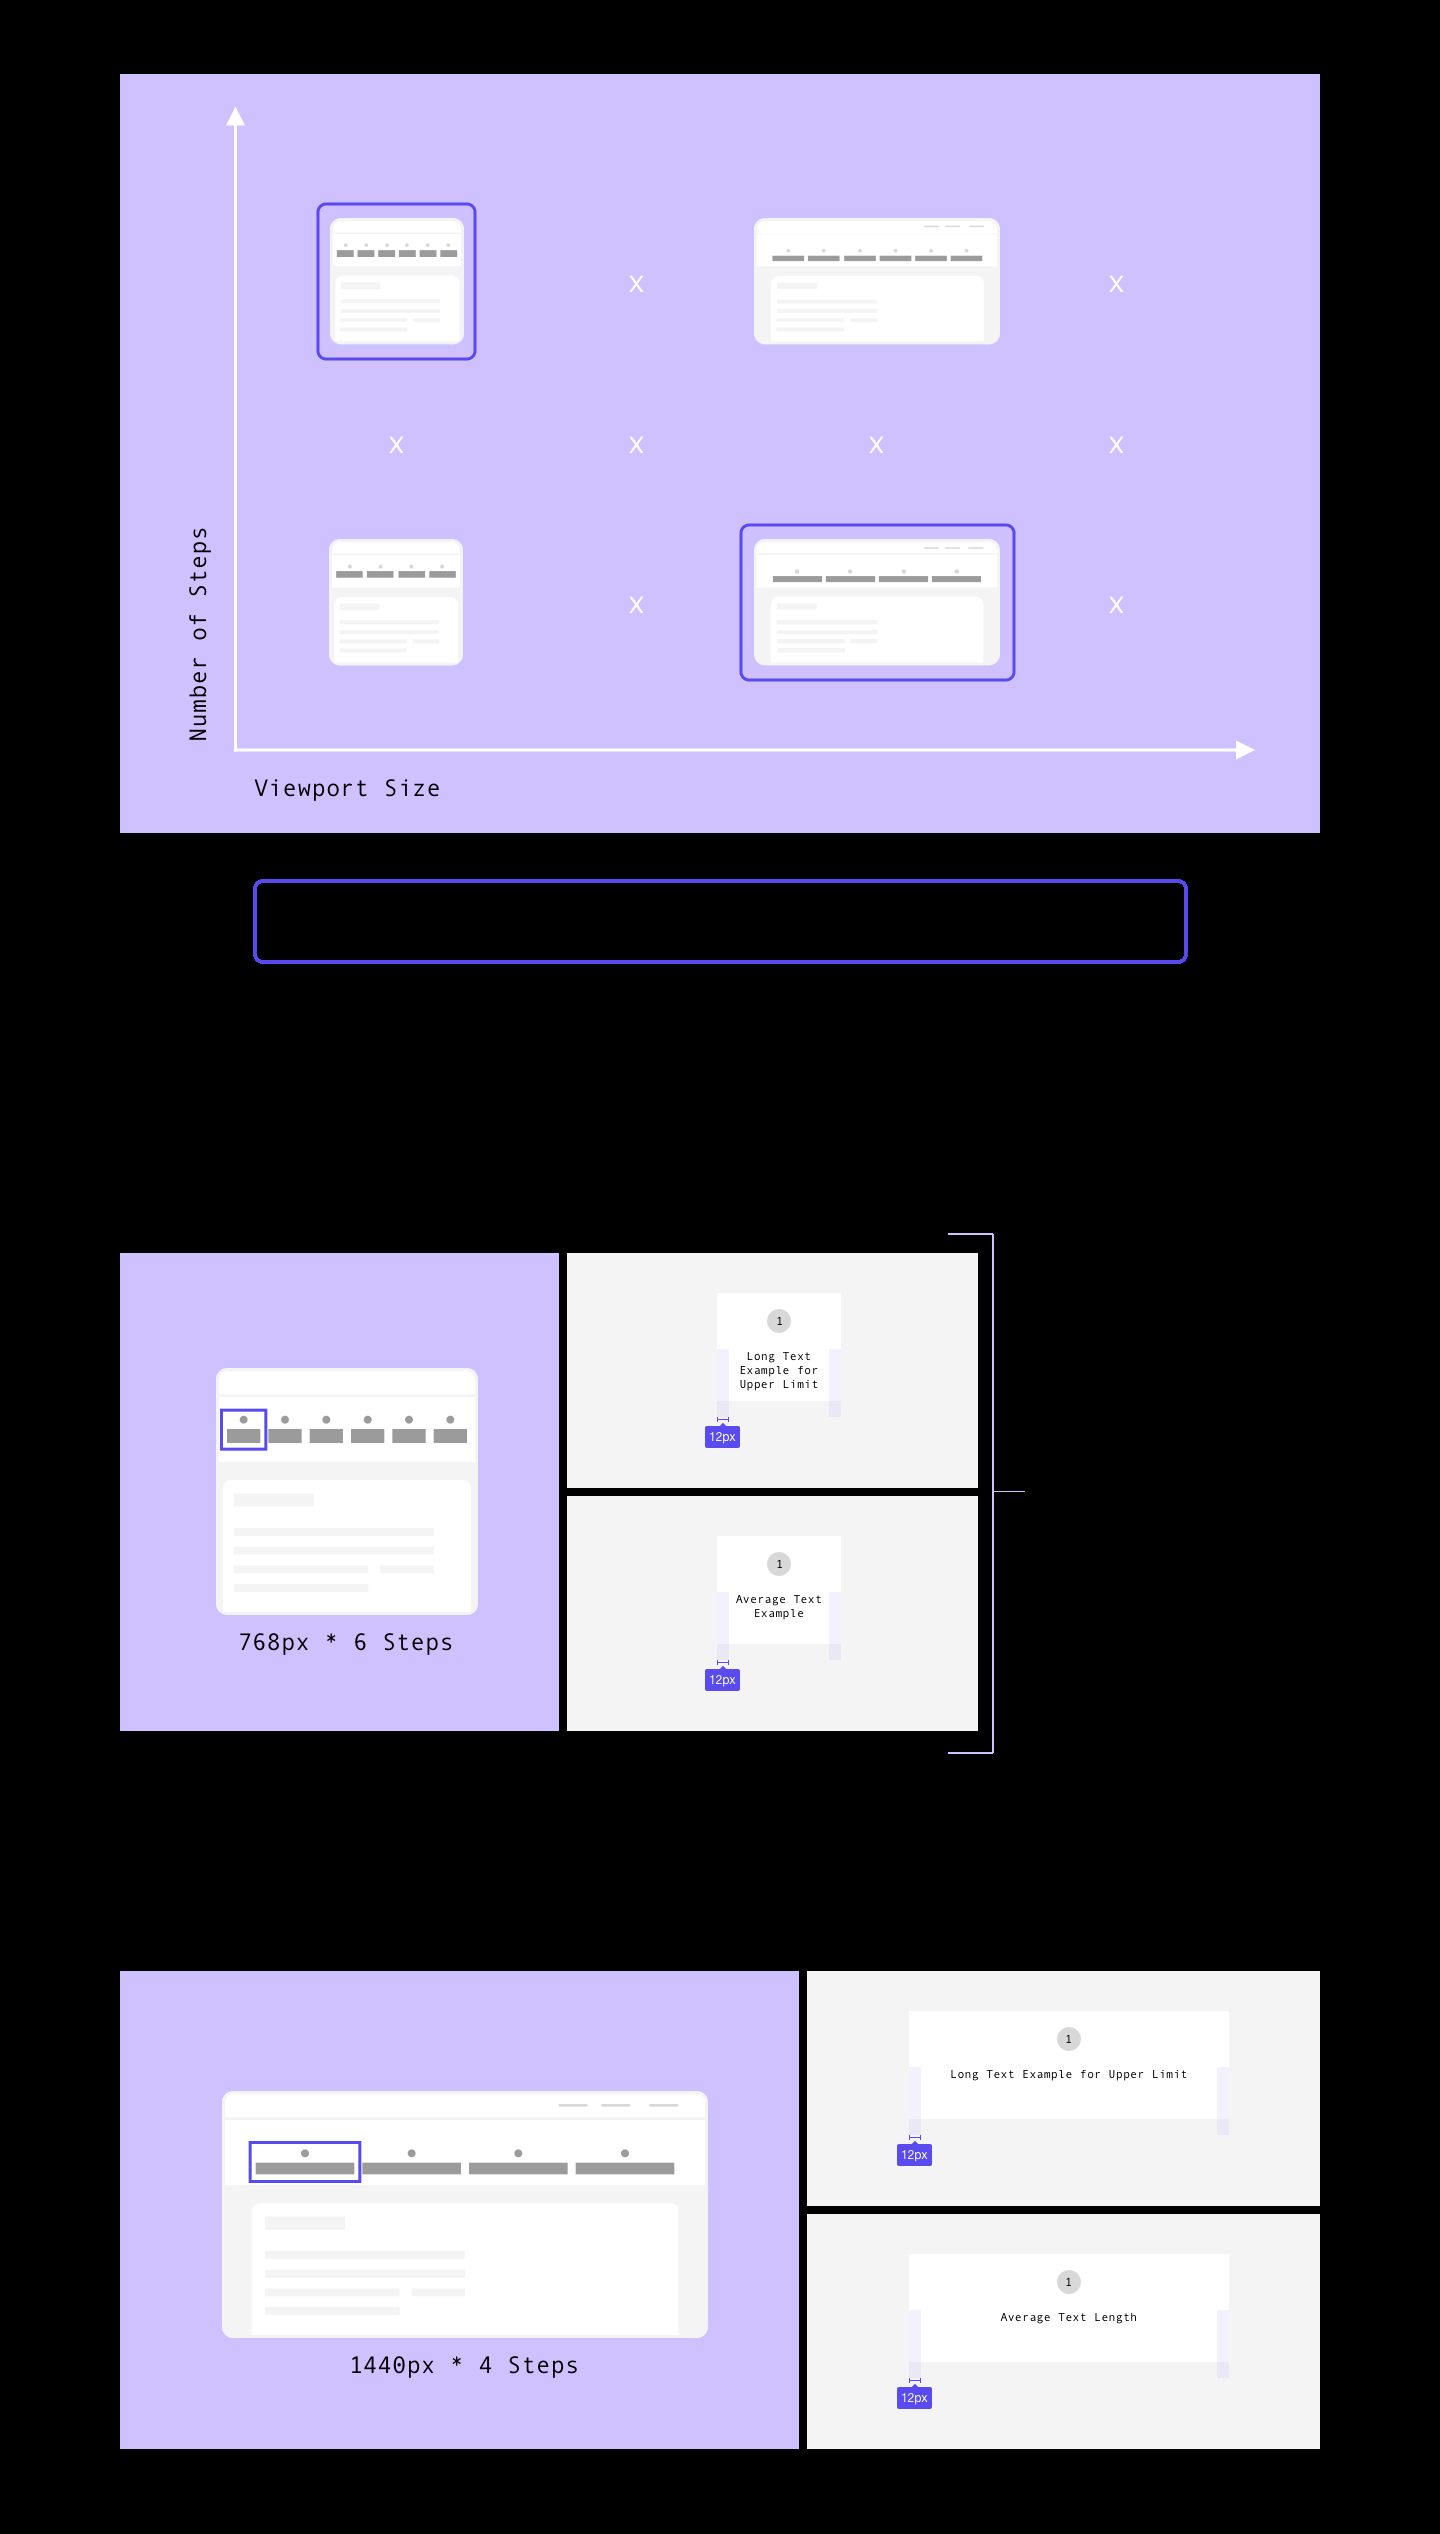 x
x
x
x
x
x
x
x
Number of Steps
Viewport Size
1
Long Text
Example for
Upper Limit
12px
768px * 6 Steps
1
Average Text
Example
12px
1440px * 4 Steps
1
Long Text Example for Upper Limit
12px
1
Average Text Length
12px